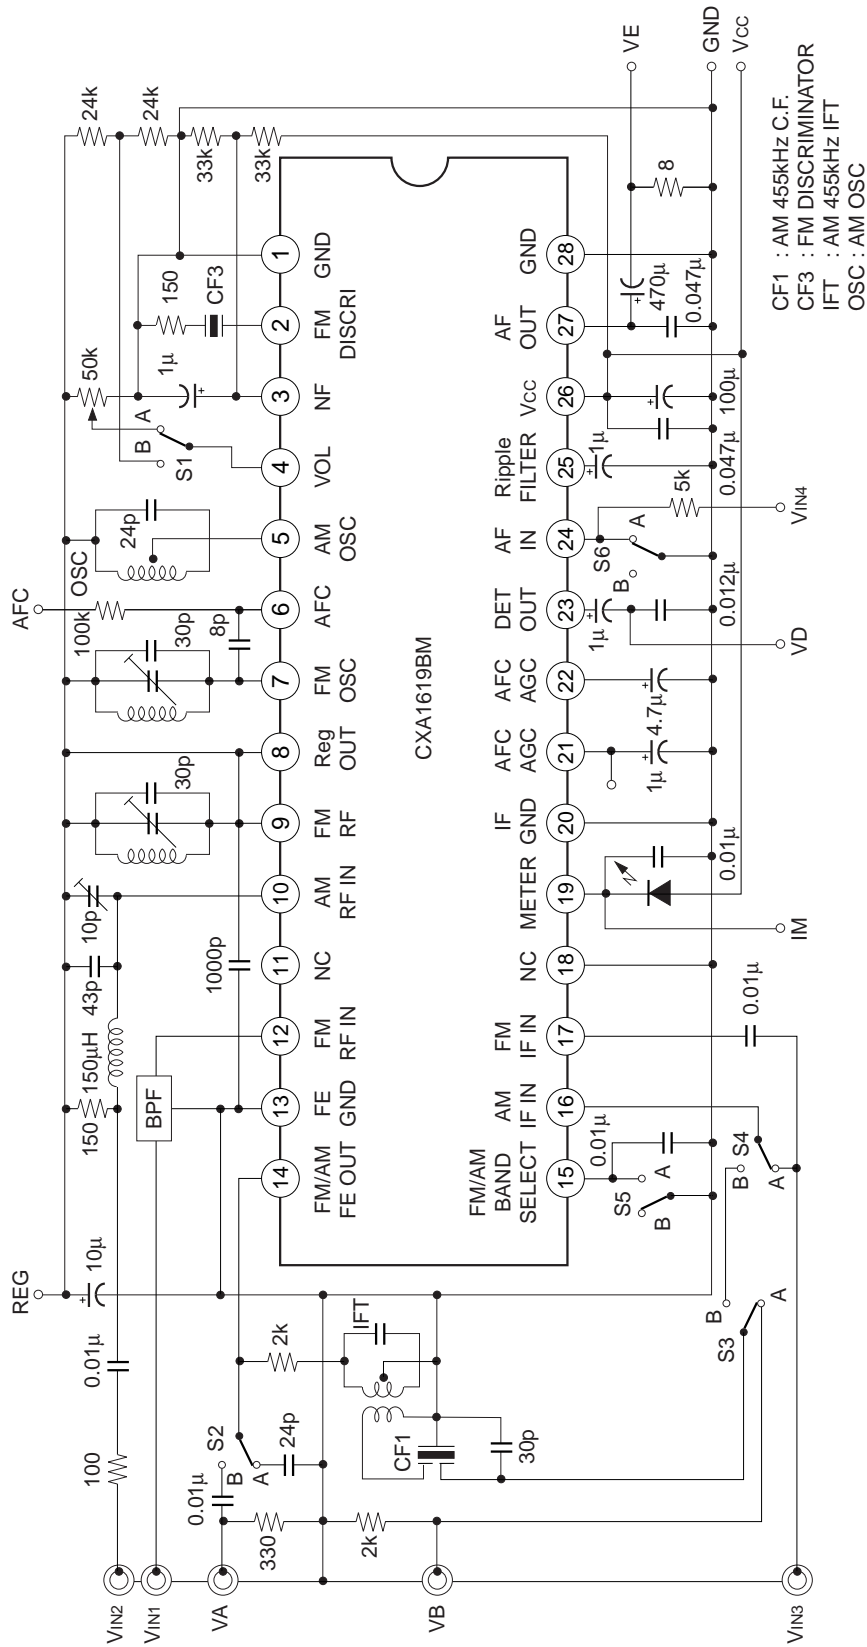 REG
AFC
24k
24k
33k
33k
10µ
0.01µ
100
150
150µH
43p
10p
30p
30p
100k
8p
OSC
24p
50k
A
B
S1
1µ
150
CF3
BPF
1000p
14
13
12
11
10
9
8
7
6
5
4
3
2
1
FM/AM
FE OUT
FE
GND
FM
RF IN
NC
AM
RF IN
FM
RF
Reg
OUT
FM
OSC
AFC
AM
OSC
VOL
NF
FM
DISCRI
GND
CXA1619BM
FM/AM
BAND
SELECT
AM
IF IN
FM
IF IN
NC
METER
IF
GND
AFC
AGC
AFC
AGC
DET
OUT
AF
IN
Ripple
FILTER
VCC
AF
OUT
GND
15
16
17
18
19
20
21
22
23
24
25
26
27
28
VIN2
VIN1
VA
VB
VIN3
0.01µ
S2
B
A
24p
330
2k
2k
IFT
CF1
30p
S3
B
A
S4
B
A
S5
B
A
0.01µ
0.01µ
IM
0.01µ
1µ
4.7µ
1µ
VD
0.012µ
S6
B
A
5k
VIN4
1µ
0.047µ
100µ
470µ
0.047µ
8
VE
GND
VCC
CF1 : AM 455kHz C.F.
CF3 : FM DISCRIMINATOR
IFT : AM 455kHz IFT
OSC : AM OSC